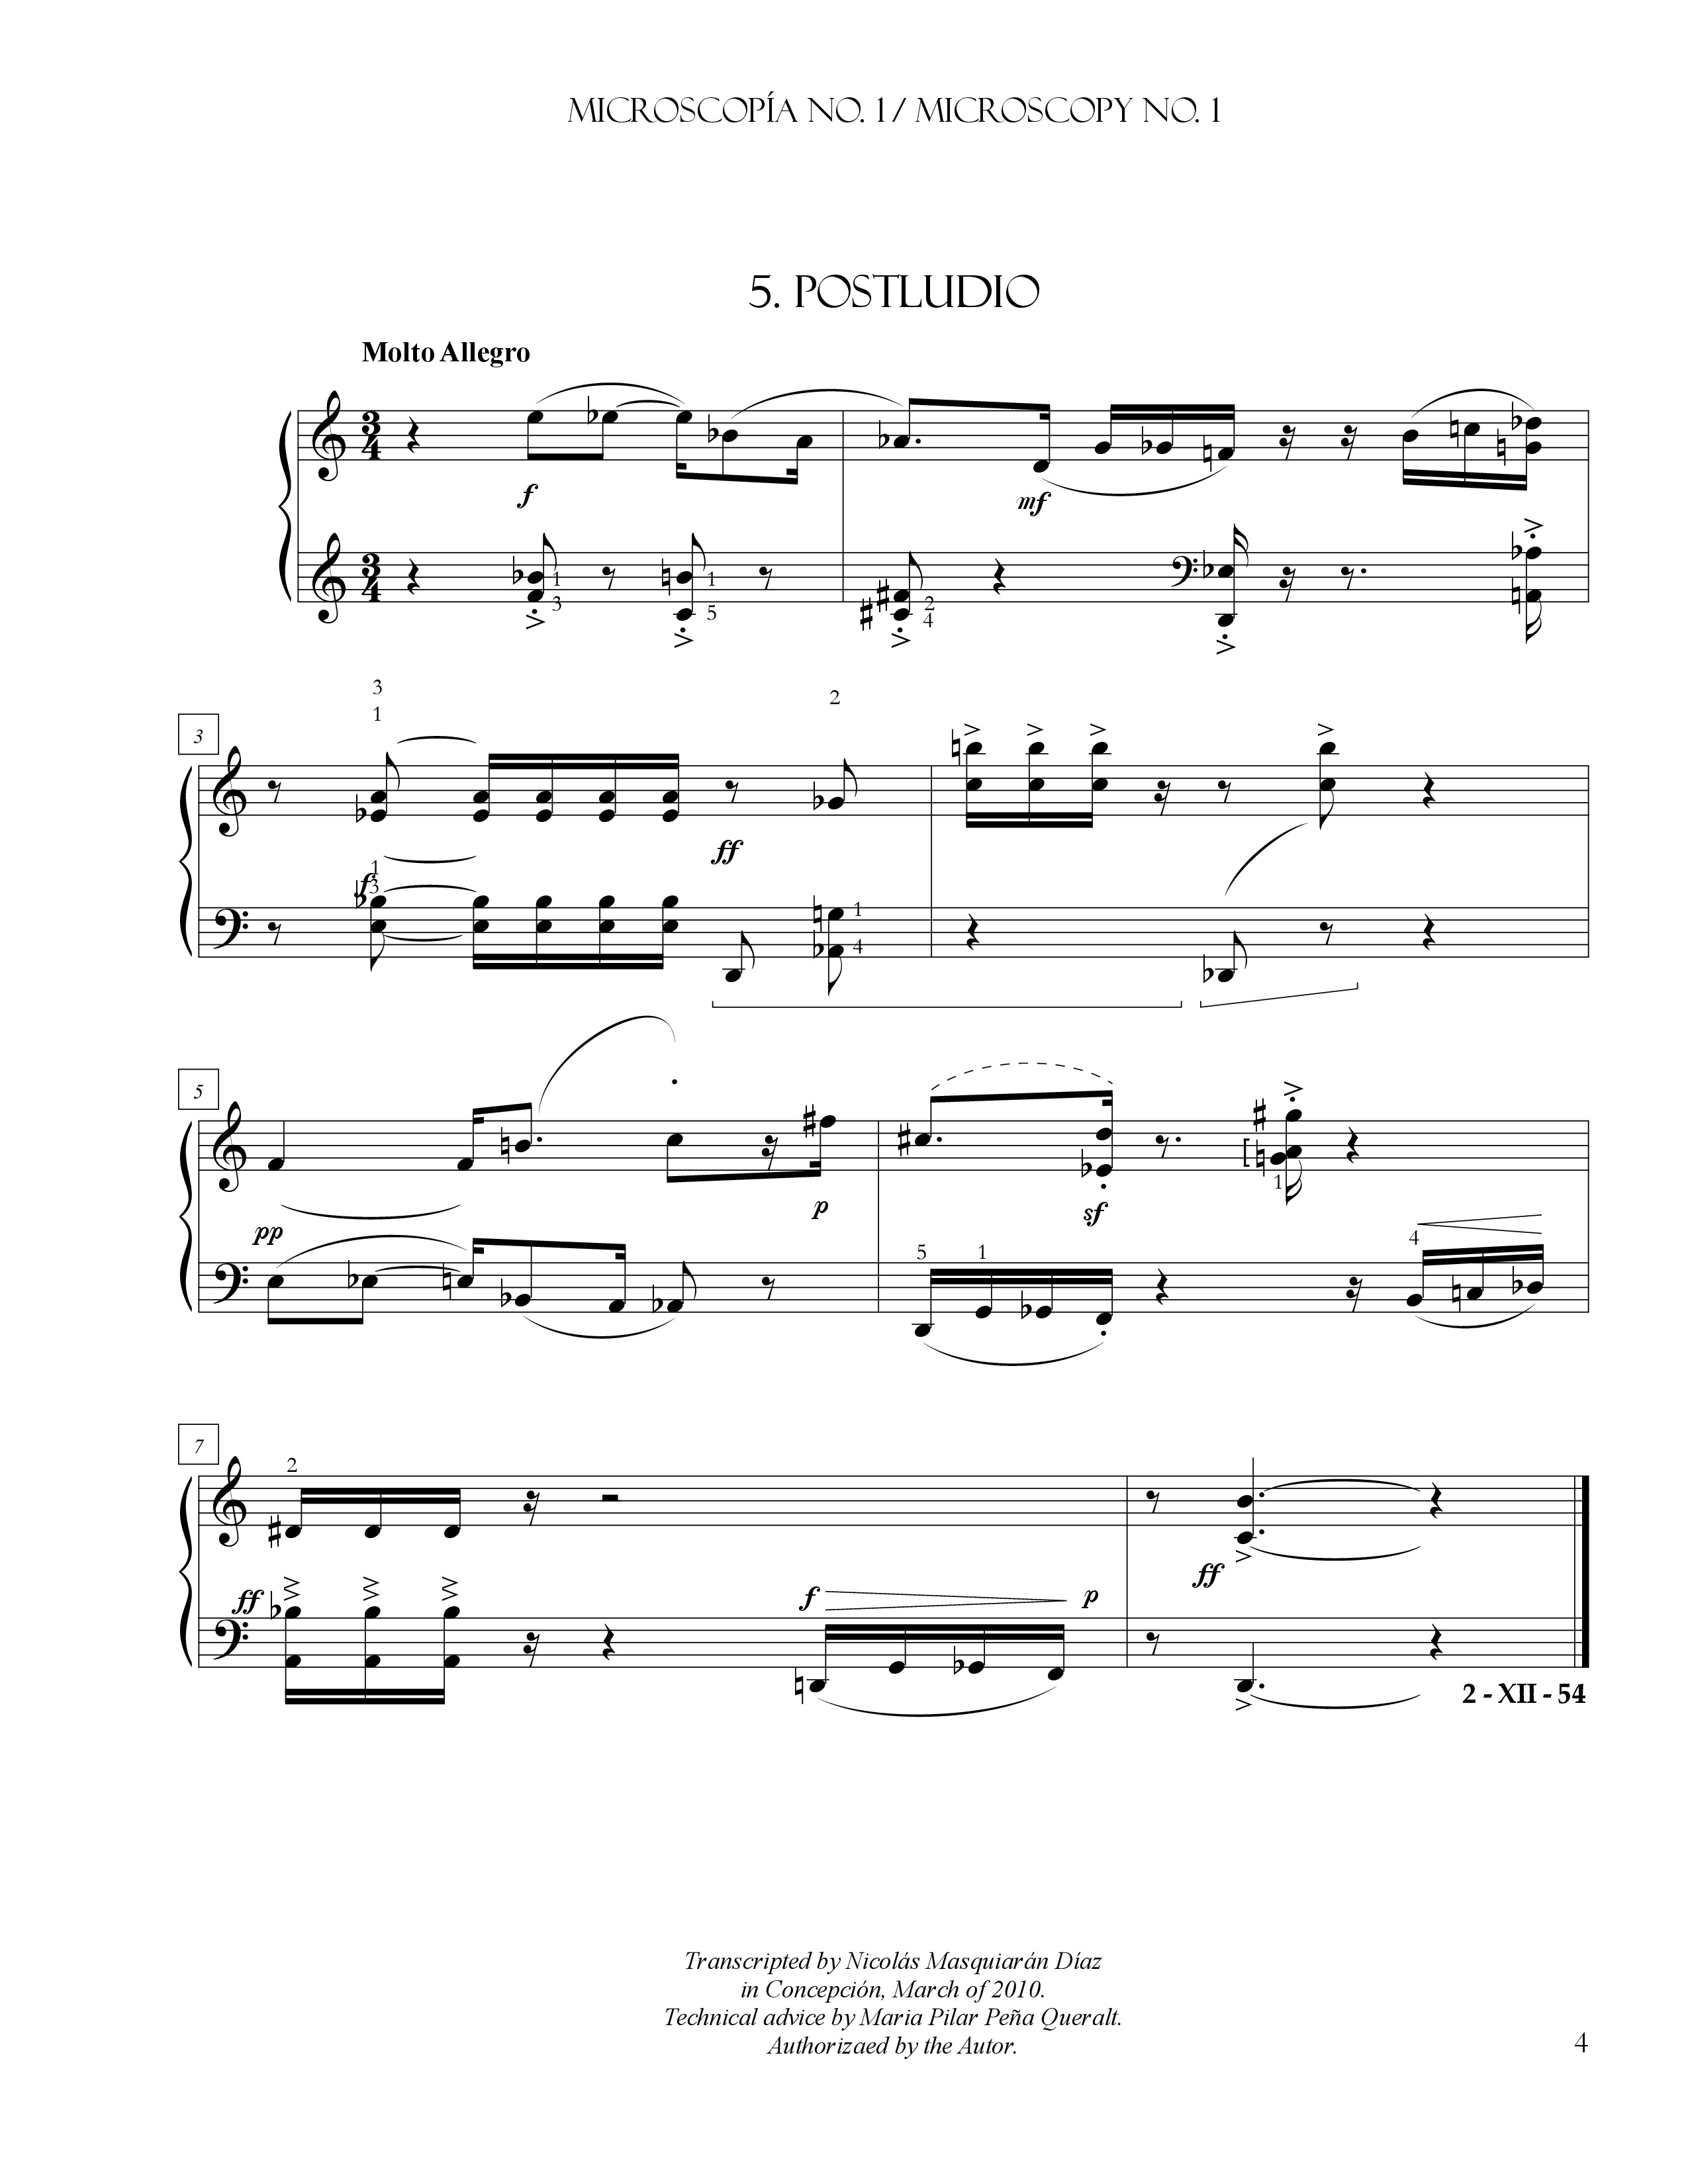 MICROSCOPÍA NO. 1/ MICROSCOPY NO. 1
5. POSTLUDIO
Molto Allegro
3 4
f
mf
3 4
1 3
1 5
2 4
3
3 1
2
ff
f
1 3
1 4
5
p
pp
sf
1
5 1
4
7
2
ff
f
p
ff
2 - XII - 54
Transcripted by Nicolás Masquiarán Díaz
in Concepción, March of 2010.
Technical advice by Maria Pilar Peña Queralt.
Authorizaed by the Autor.
4